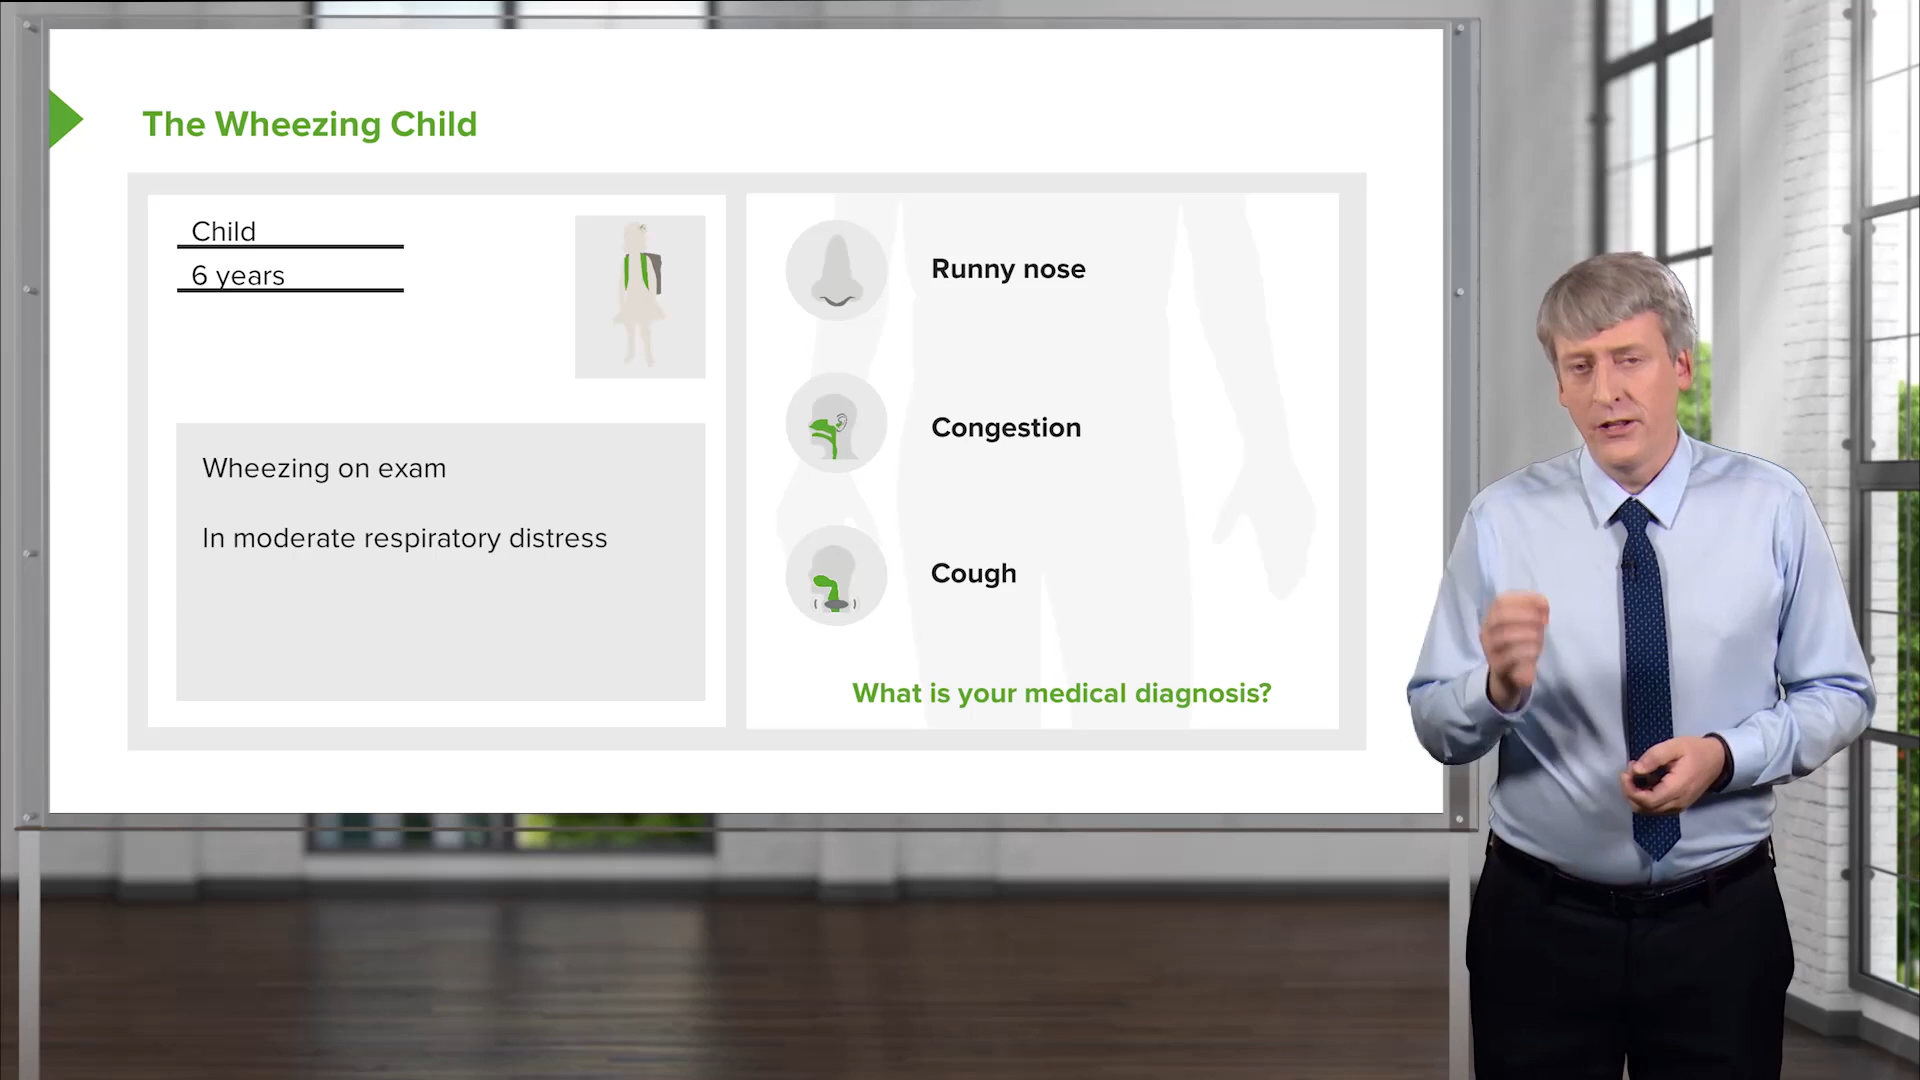 The Wheezing Child
Child
6 years
Wheezing on exam
In moderate respiratory distress
Runny nose
Congestion
Cough
What is your medical diagnosis?